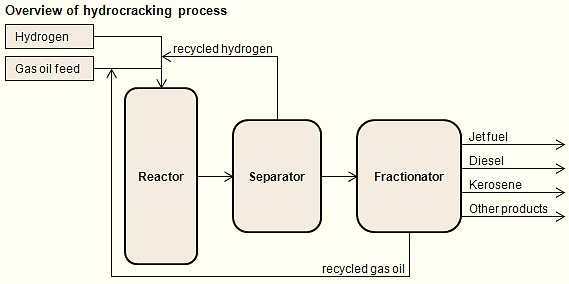 Overview of hydrocracking process
Hydrogen
recycled hydrogen
Gas oil feed
Jet fuel
Diesel
Reactor
Separator
Fractionator
Kerosene
Other products
recycled gas oil